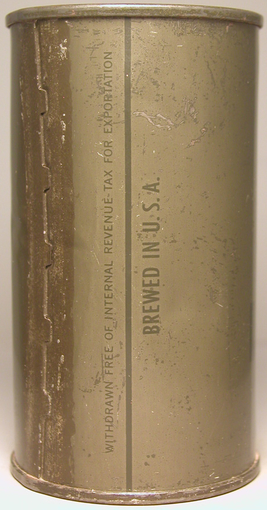 WITHDRAWN FREE OF INTERNAL REVENUE TAX FOR EXPORTATION
BREWED IN U.S.A.